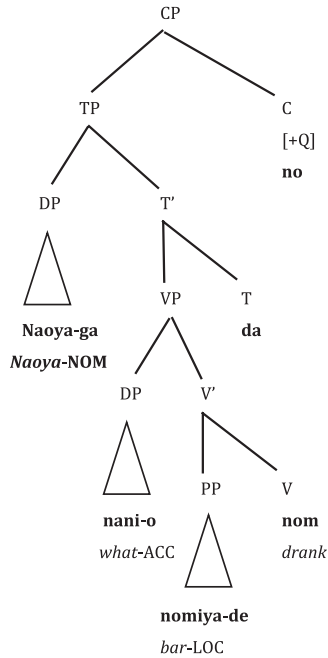 CP
TP C
[+Q]
no
DP T'
VP T
Naoya-ga da
Naoya-NOM
DP V'
PP V
nani-o nom
what-ACC drank
nomiya-de
bar-LOC